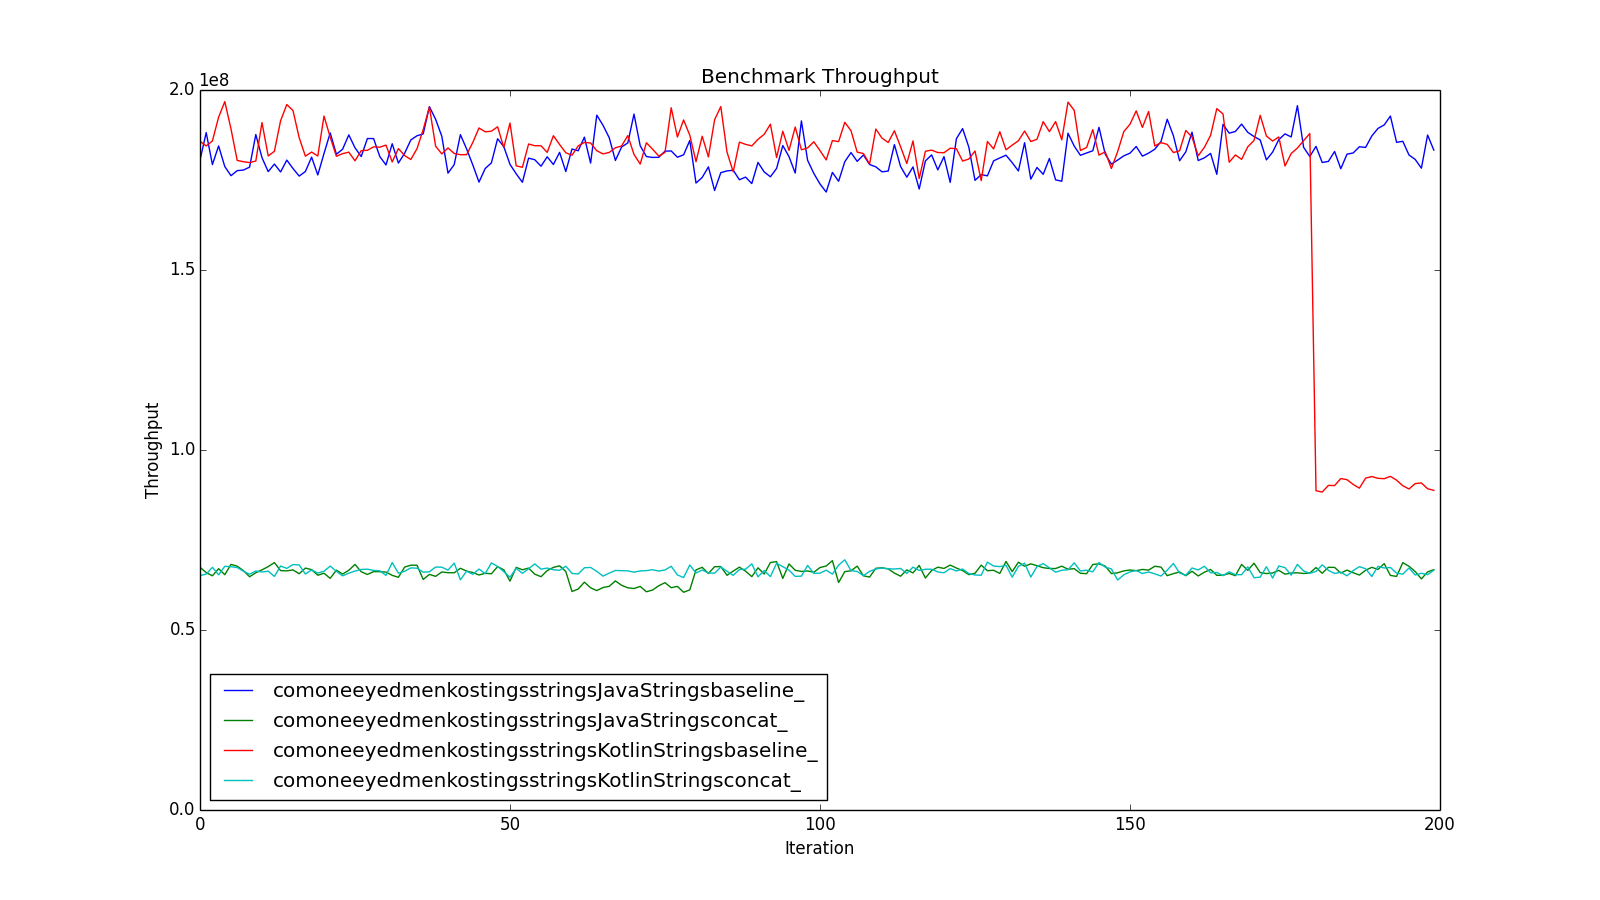 Benchmark Throughput
1e8
2.0
1.5
1.0
0.5
0.0
Throughput
comoneeyedmenkostingsstringsJavaStringsbaseline_
comoneeyedmenkostingsstringsJavaStringsconcat_
comoneeyedmenkostingsstringsKotlinStringsbaseline_
comoneeyedmenkostingsstringsKotlinStringsconcat_
0 50 100 150 200
Iteration